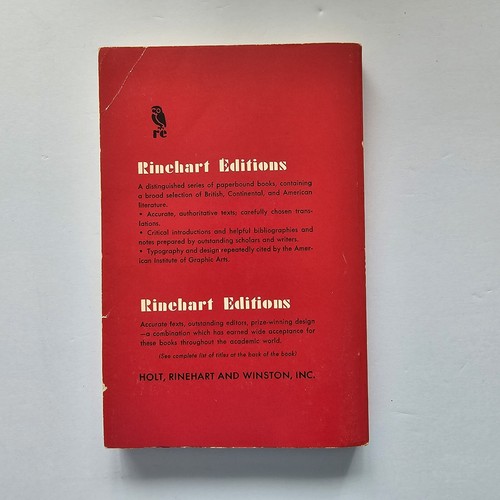 re
Rinehart Editions
A distinguished series of paperbound books, containing
a broad selection of British, Continental, and American
literature.
• Accurate, authoritative texts; carefully chosen trans-
lations.
• Critical introductions and helpful bibliographies and
notes prepared by outstanding scholars and writers.
• Typography and design repeatedly cited by the Amer-
ican Institute of Graphic Arts.
Rinehart Editions
Accurate texts, outstanding editors, prize-winning design
—a combination which has earned wide acceptance for
these books throughout the academic world.
(See complete list of titles at the back of the book)
HOLT, RINEHART AND WINSTON, INC.